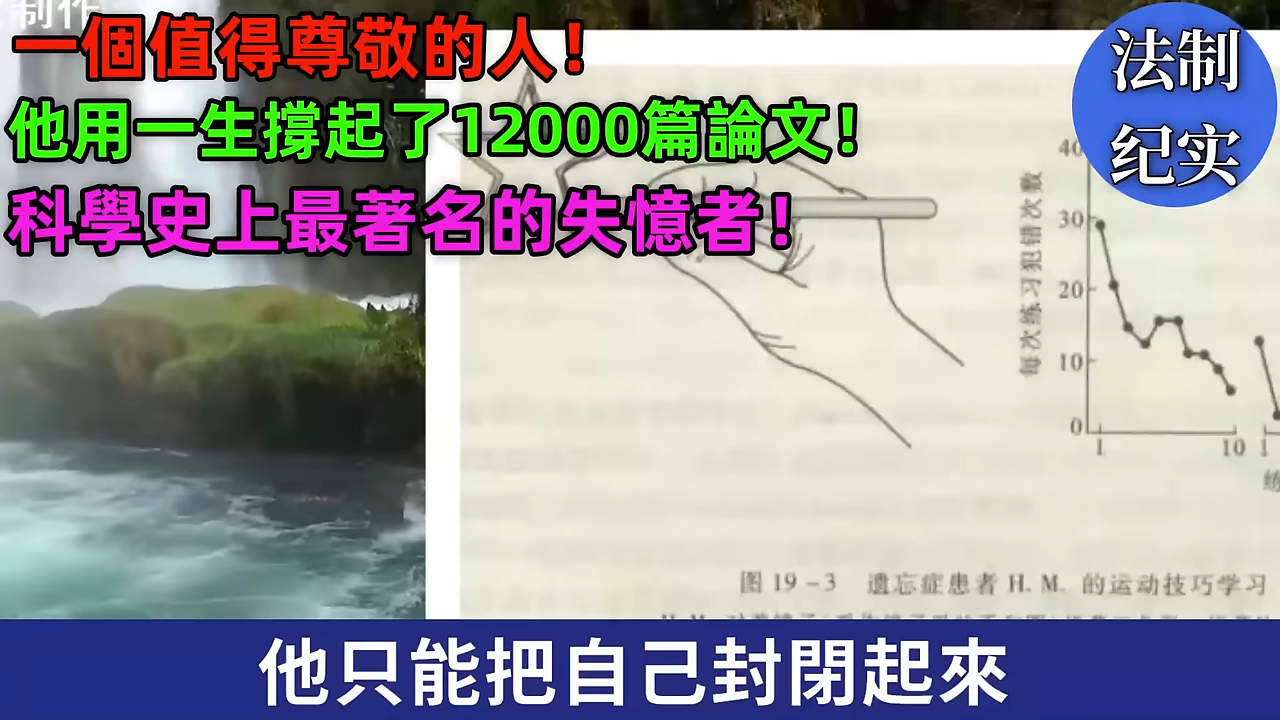 制作
一個值得尊敬的人！
他用一生撐起了12000篇論文！
科學史上最著名的失憶者！
法制
纪实
每次练习犯错次数
40
30
20
10
0
1
10
1
练
图 19-3 遗忘症患者 H. M. 的运动技巧学习
他只能把自己封閉起來